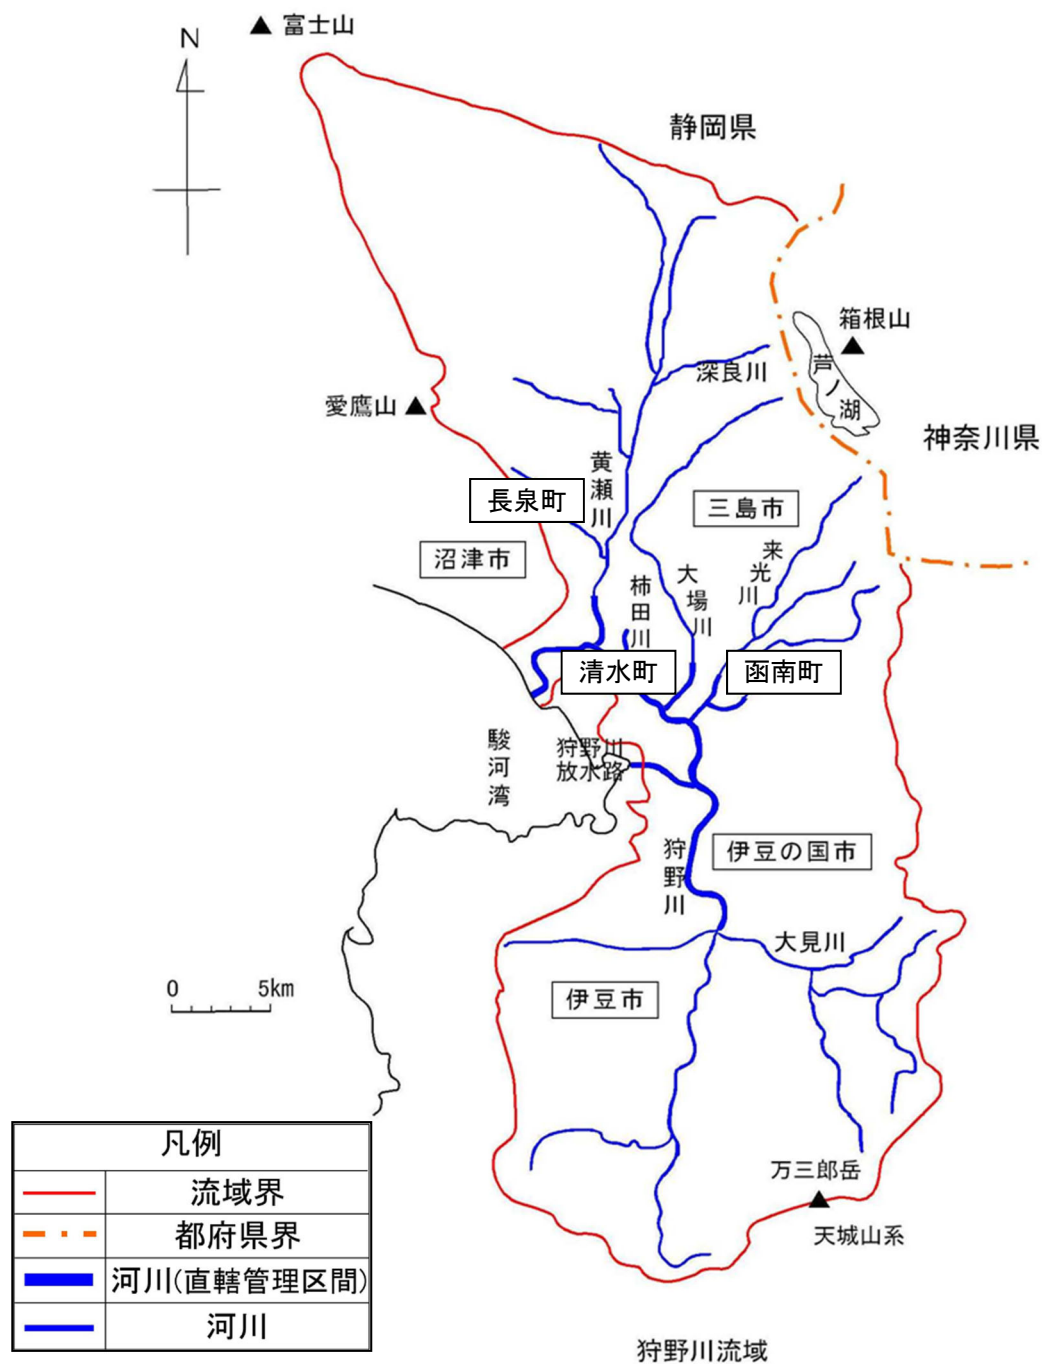 富士山
N
静岡県
箱根山
芦ノ湖
深良川
愛鷹山
神奈川県
黄瀬川
長泉町
三島市
沼津市
来光川
大場川
柿田川
清水町
函南町
駿河湾
狩野川
放水路
伊豆の国市
狩野川
大見川
0 5km
伊豆市
凡例
流域界
都府県界
河川(直轄管理区間)
河川
万三郎岳
天城山系
狩野川流域